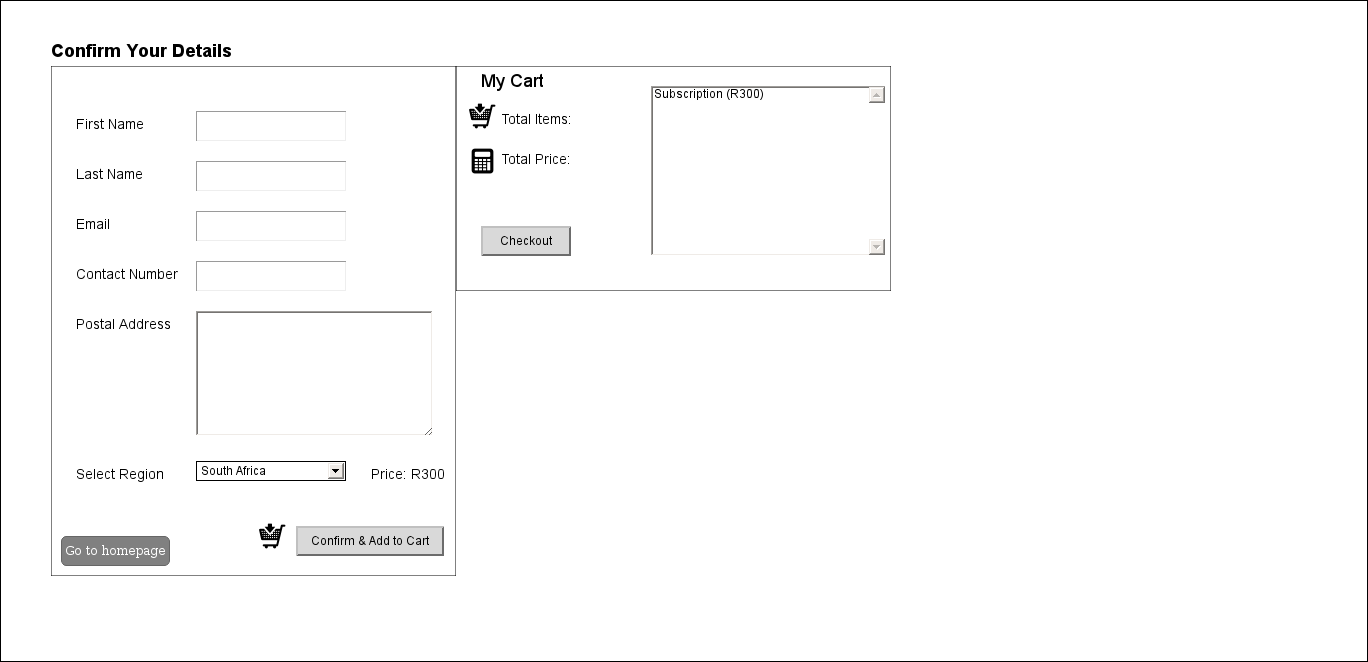 Confirm Your Details
First Name
Last Name
Email
Contact Number
Postal Address
Select Region
South Africa
Price: R300
Go to homepage
Confirm & Add to Cart
My Cart
Total Items:
Total Price:
Checkout
Subscription (R300)